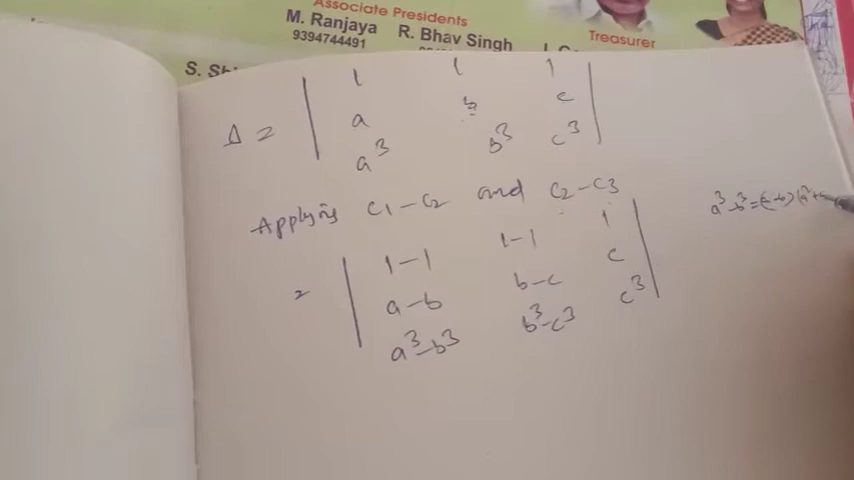 Associate Presidents
M. Ranjaya R. Bhav Singh
9394744491
Treasurer
1 1 1
Δ = a b c
a³ b³ c³
Applying C1-C2 and C2-C3
a³-b³=(a-b)(a²+
1-1 1-1 1
= a-b b-c c
a³-b³ b³-c³ c³